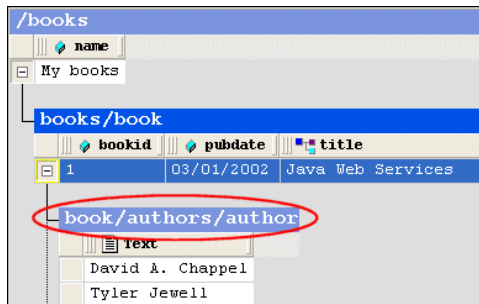 /books
name
My books
books/book
bookid pubdate title
1 03/01/2002 Java Web Services
book/authors/author
Text
David A. Chappel
Tyler Jewell